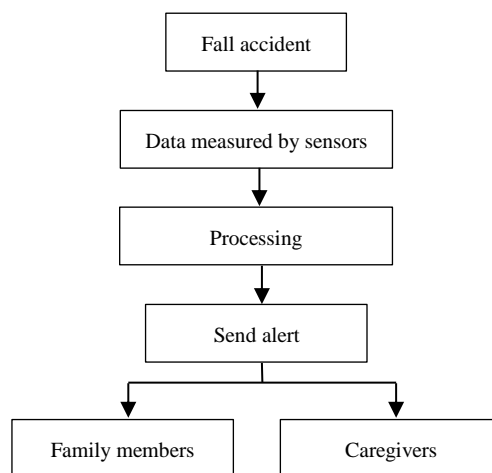 Fall accident
Data measured by sensors
Processing
Send alert
Family members
Caregivers